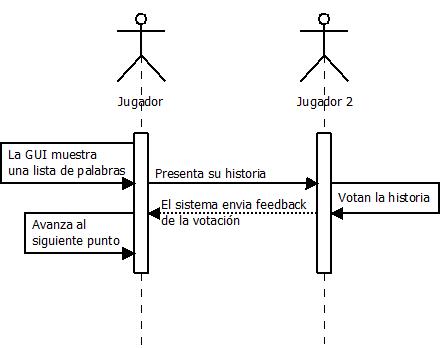 Jugador
Jugador 2
La GUI muestra
una lista de palabras
Presenta su historia
Votan la historia
El sistema envia feedback
de la votación
Avanza al
siguiente punto